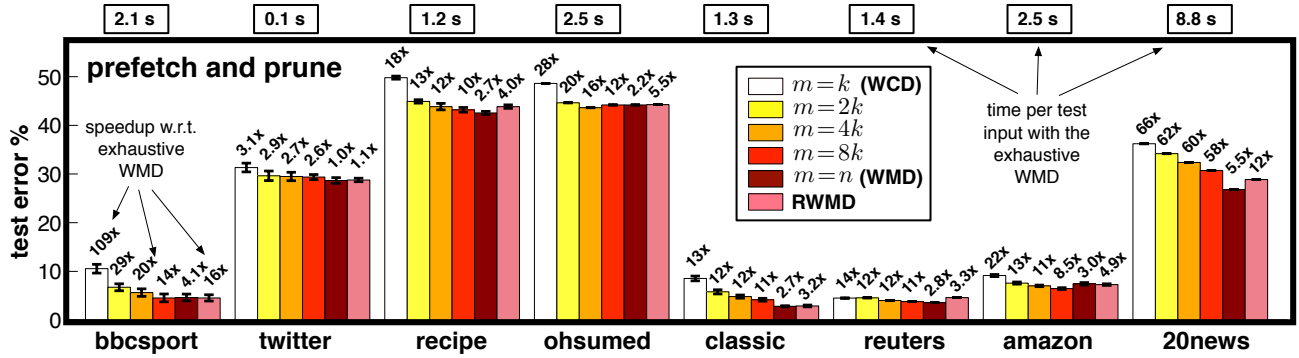 2.1 s 0.1 s 1.2 s 2.5 s 1.3 s 1.4 s 2.5 s 8.8 s
prefetch and prune
test error %
50
40
30
20
10
0
speedup w.r.t.
exhaustive
WMD
109x 29x 20x 14x 4.1x 16x
3.1x 2.9x 2.7x 2.6x 1.0x 1.1x
18x 13x 12x 10x 2.7x 4.0x
28x 20x 16x 12x 2.2x 5.5x
13x 12x 12x 11x 2.7x 3.2x
14x 12x 12x 11x 2.8x 3.3x
22x 13x 11x 8.5x 3.0x 4.9x
66x 62x 60x 58x 5.5x 12x
m=k (WCD)
m=2k
m=4k
m=8k
m=n (WMD)
RWMD
time per test
input with the
exhaustive
WMD
bbcsport twitter recipe ohsumed classic reuters amazon 20news